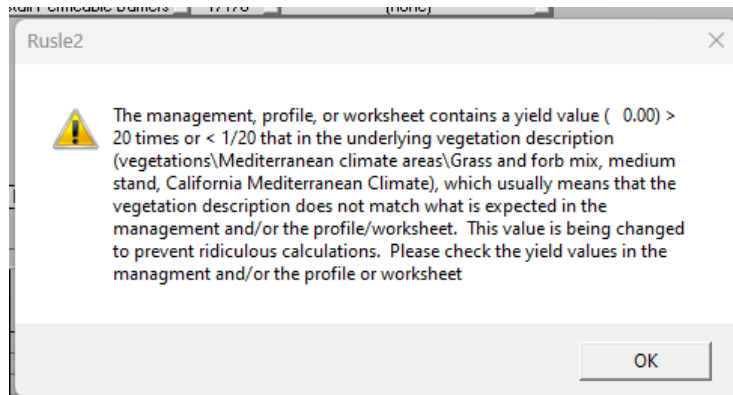 1/1/0
(none)
Rusle2
The management, profile, or worksheet contains a yield value (   0.00) >
20 times or < 1/20 that in the underlying vegetation description
(vegetations\Mediterranean climate areas\Grass and forb mix, medium
stand, California Mediterranean Climate), which usually means that the
vegetation description does not match what is expected in the
management and/or the profile/worksheet.  This value is being changed
to prevent ridiculous calculations.  Please check the yield values in the
managment and/or the profile or worksheet
OK